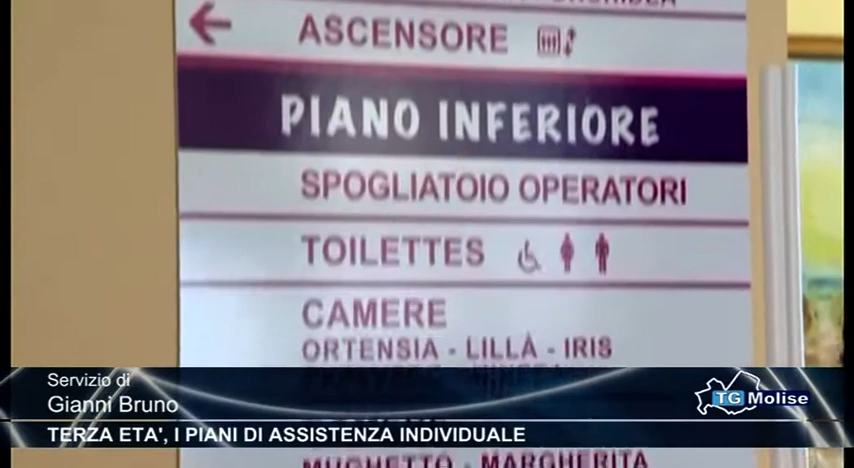 ASCENSORE
PIANO INFERIORE
SPOGLIATOIO OPERATORI
TOILETTES
CAMERE
ORTENSIA - LILLÀ - IRIS
Servizio di
Gianni Bruno
TG Molise
TERZA ETA', I PIANI DI ASSISTENZA INDIVIDUALE
MUGHETTO - MARGHERITA